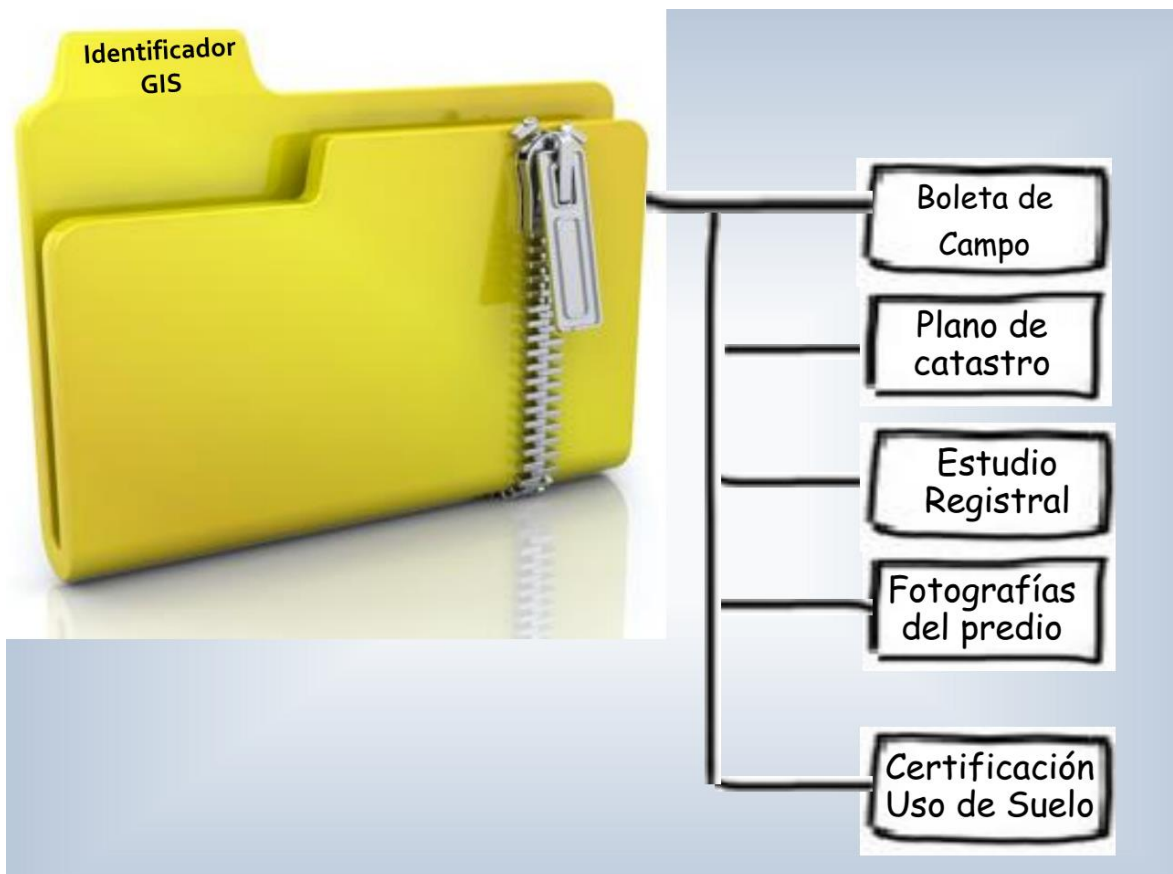 Identificador
GIS
Boleta de
Campo
Plano de
catastro
Estudio
Registral
Fotografías
del predio
Certificación
Uso de Suelo